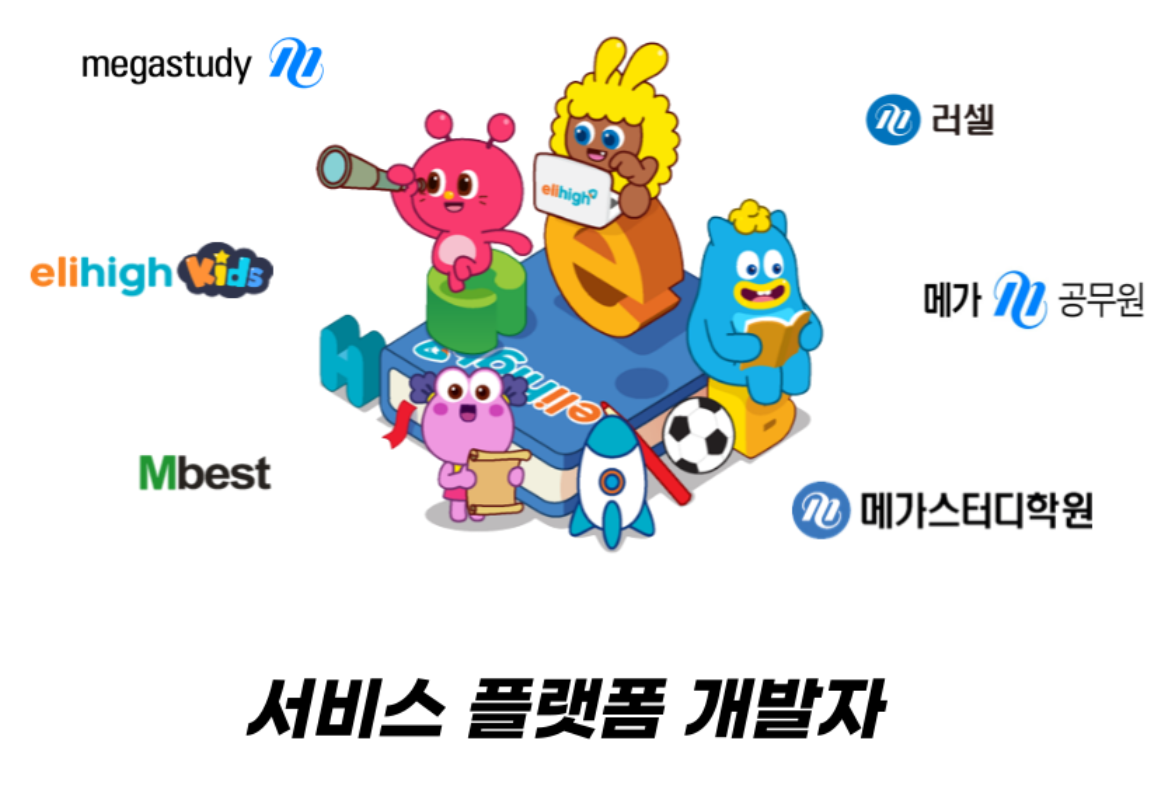 megastudy
러셀
elihigh
elihigh Kids
메가 공무원
elihigh
Mbest
메가스터디학원
서비스 플랫폼 개발자